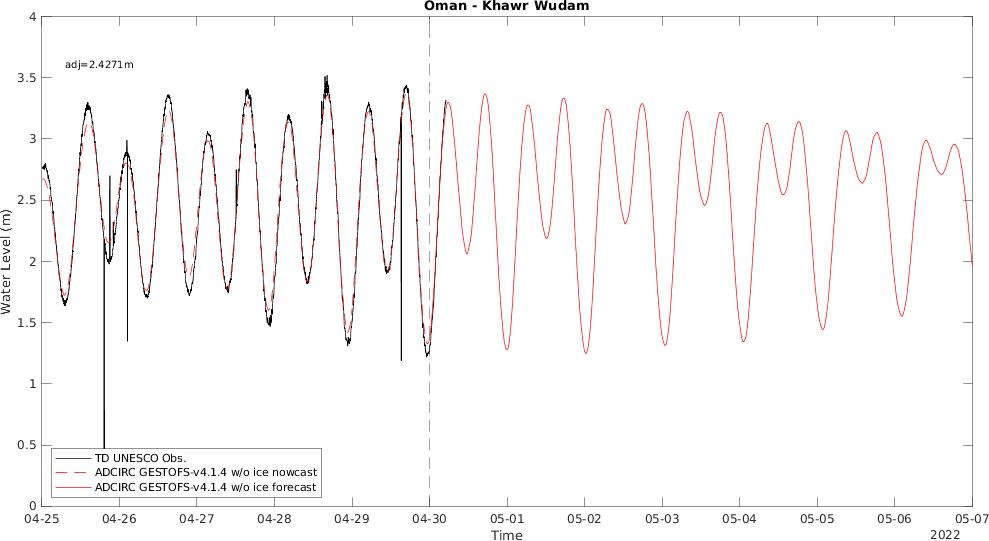 Oman - Khawr Wudam
4
adj=2.4271m
3.5
3
2.5
2
1.5
1
0.5
0
Water Level (m)
TD UNESCO Obs.
ADCIRC GESTOFS-v4.1.4 w/o ice nowcast
ADCIRC GESTOFS-v4.1.4 w/o ice forecast
04-25 04-26 04-27 04-28 04-29 04-30 05-01 05-02 05-03 05-04 05-05 05-06 05-07
Time
2022